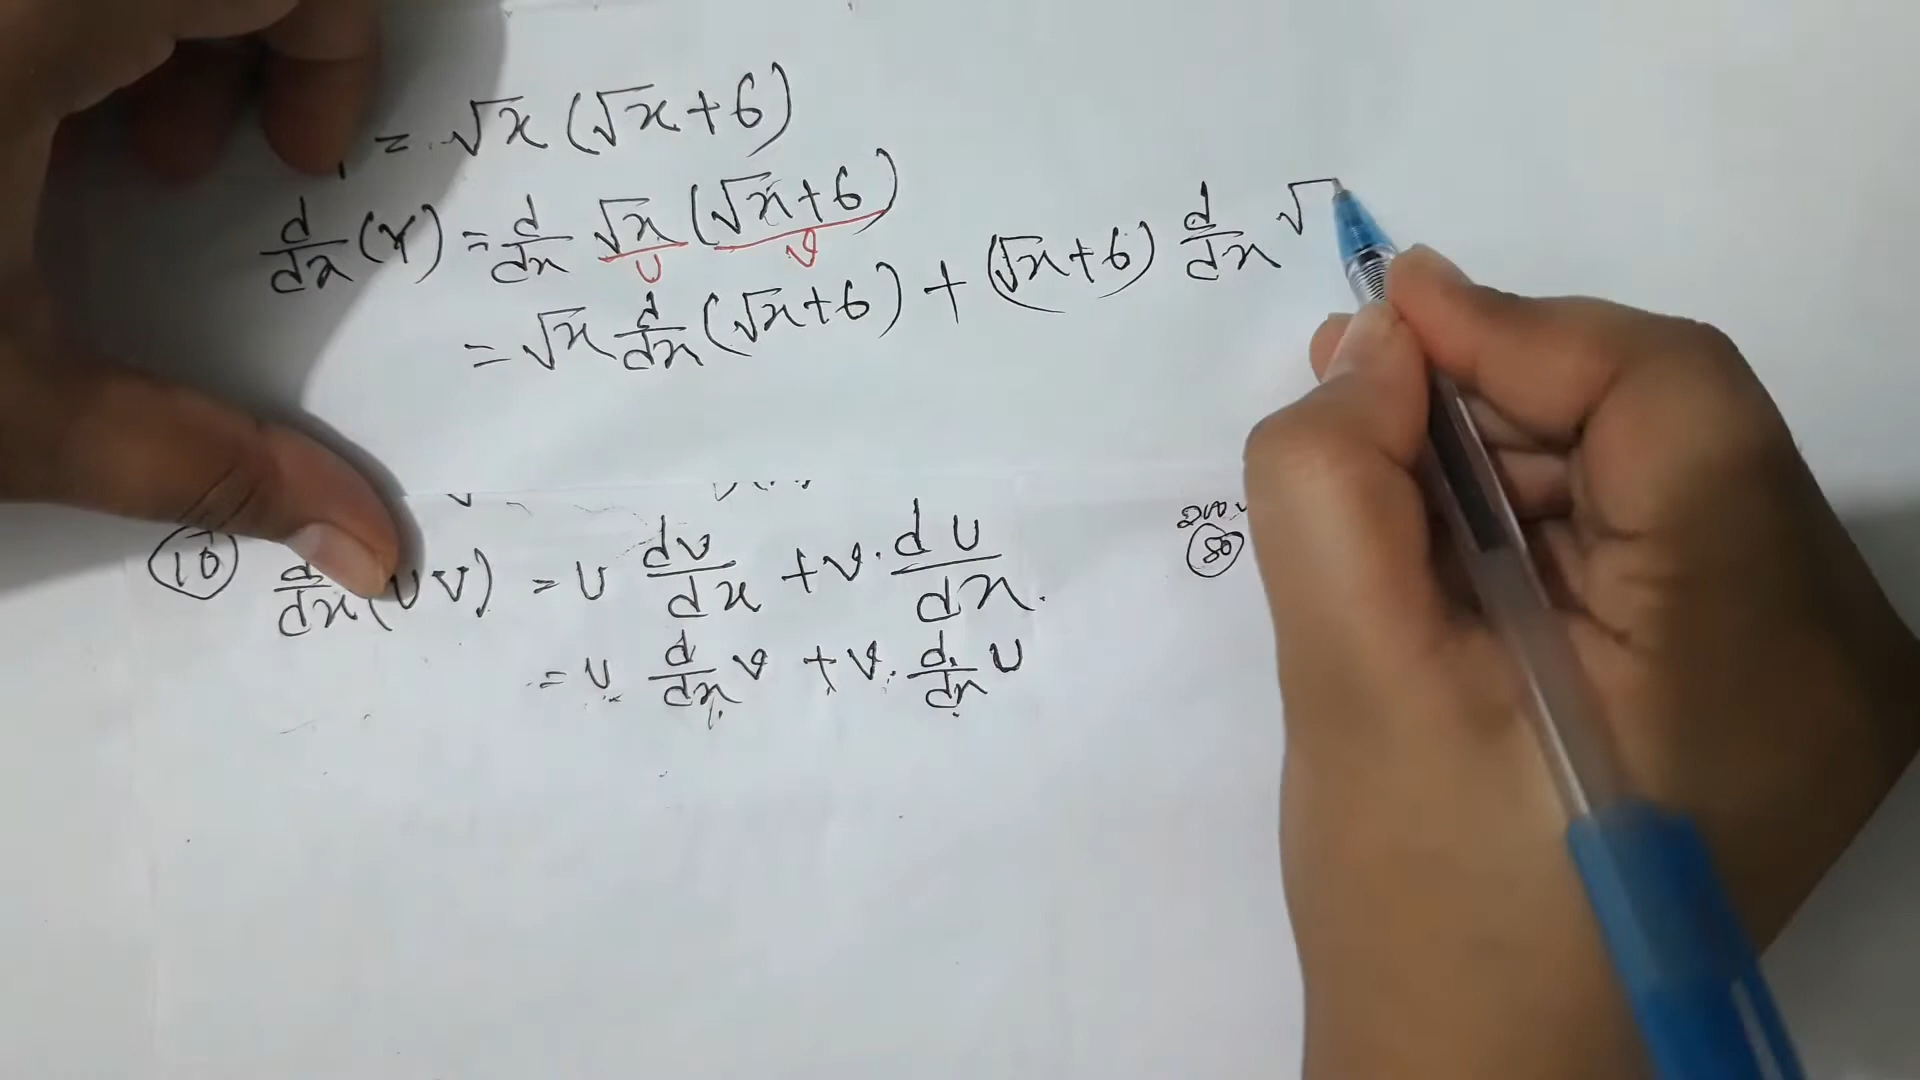 = √x (√x + 6)
d/dx (Y) = d/dx √x (√x + 6)
U V
= √x d/dx (√x + 6) + (√x + 6) d/dx √
10 d/dx (UV) = U dv/dx + v. dU/dx.
80
= U d/dx v + v. d/dx U